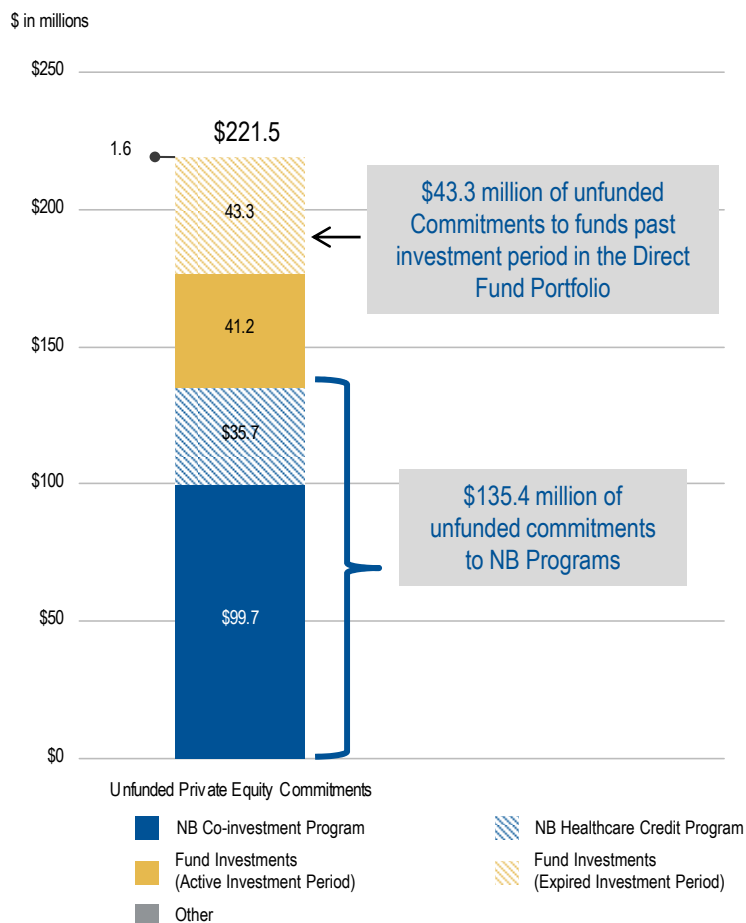 $ in millions
$250
$221.5
1.6
$200
43.3
$43.3 million of unfunded
Commitments to funds past
investment period in the Direct
Fund Portfolio
$150
41.2
$35.7
$100
$135.4 million of
unfunded commitments
to NB Programs
$50
$99.7
$0
Unfunded Private Equity Commitments
NB Co-investment Program
NB Healthcare Credit Program
Fund Investments
(Active Investment Period)
Fund Investments
(Expired Investment Period)
Other